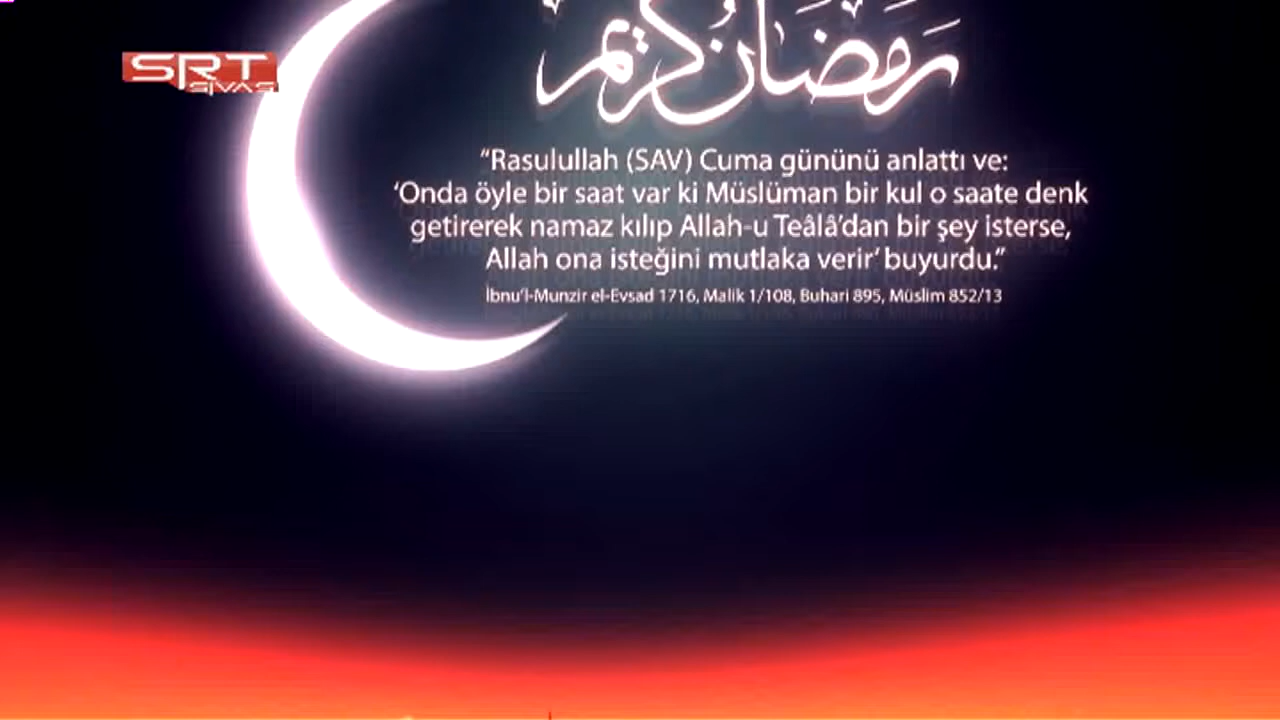 SRT
SIVAS
رمضان كريم
“Rasulullah (SAV) Cuma gününü anlattı ve:
‘Onda öyle bir saat var ki Müslüman bir kul o saate denk
getirerek namaz kılıp Allah-u Teâlâ’dan bir şey isterse,
Allah ona isteğini mutlaka verir’ buyurdu.”
İbnu’l-Munzir el-Evsad 1716, Malik 1/108, Buhari 895, Müslim 852/13